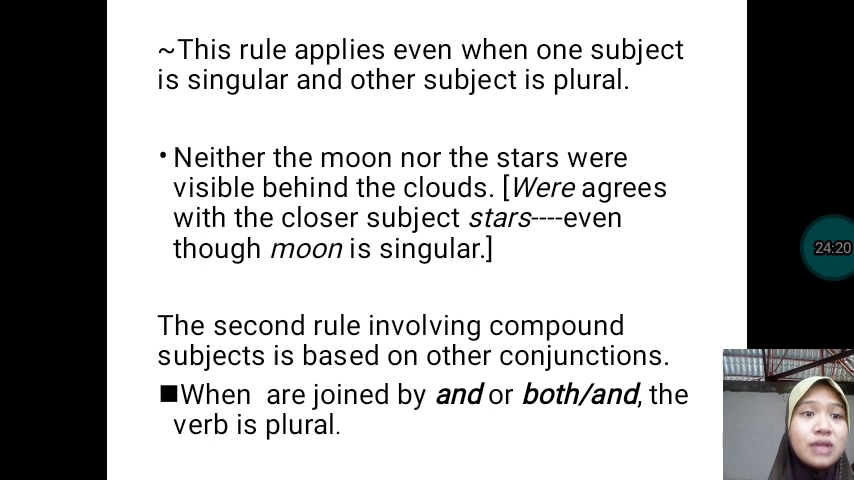 ~This rule applies even when one subject
is singular and other subject is plural.
• Neither the moon nor the stars were
visible behind the clouds. [Were agrees
with the closer subject stars----even
though moon is singular.]
24:20
The second rule involving compound
subjects is based on other conjunctions.
■When  are joined by and or both/and, the
verb is plural.